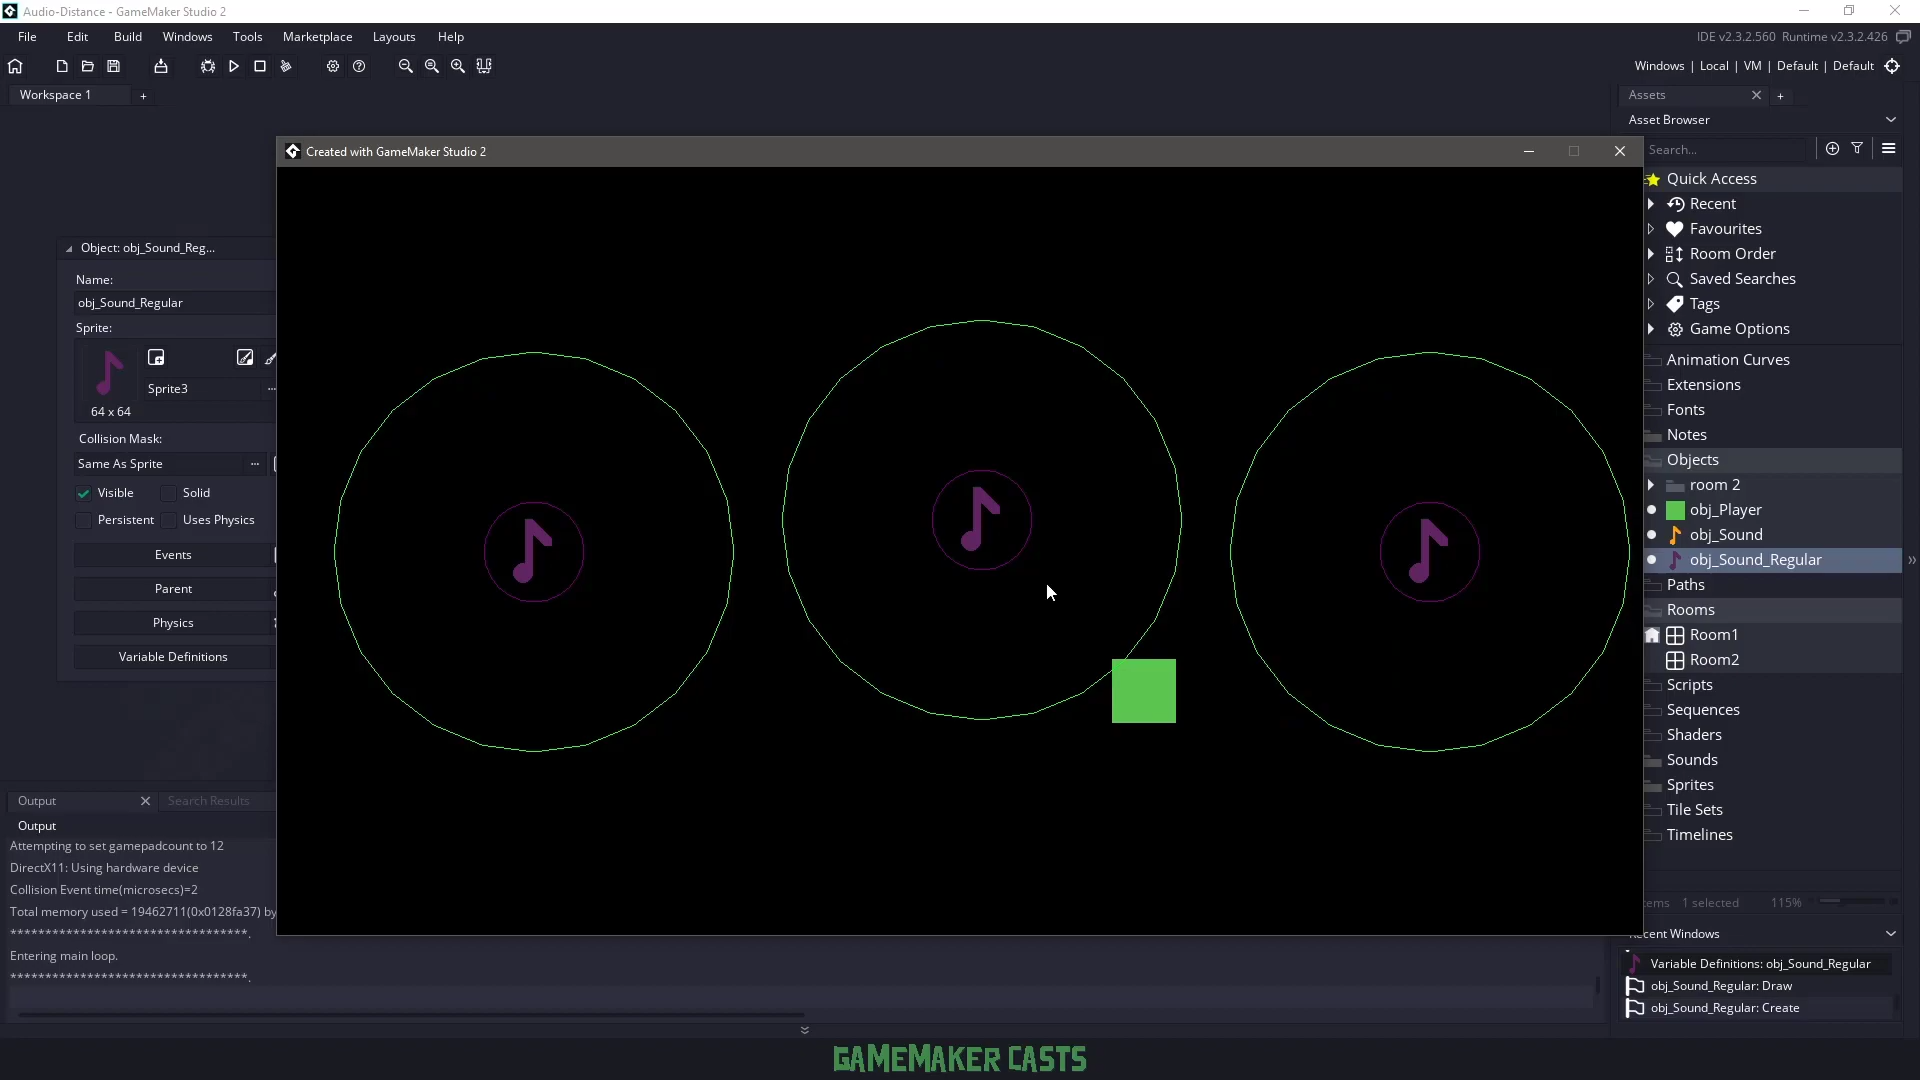 Audio-Distance - GameMaker Studio 2
File Edit Build Windows Tools Marketplace Layouts Help
IDE v2.3.2.560 Runtime v2.3.2.426
Windows | Local | VM | Default | Default
Workspace 1 +
Assets
Asset Browser
Search...
Created with GameMaker Studio 2
Object: obj_Sound_Reg...
Name:
obj_Sound_Regular
Sprite:
Sprite3
64 x 64
Collision Mask:
Same As Sprite
Visible Solid
Persistent Uses Physics
Events
Parent
Physics
Variable Definitions
Quick Access
Recent
Favourites
Room Order
Saved Searches
Tags
Game Options
Animation Curves
Extensions
Fonts
Notes
Objects
room 2
obj_Player
obj_Sound
obj_Sound_Regular
Paths
Rooms
Room1
Room2
Scripts
Sequences
Shaders
Sounds
Sprites
Tile Sets
Timelines
1 selected 115%
Recent Windows
Variable Definitions: obj_Sound_Regular
obj_Sound_Regular: Draw
obj_Sound_Regular: Create
Output Search Results
Output
Attempting to set gamepadcount to 12
DirectX11: Using hardware device
Collision Event time(microsecs)=2
Total memory used = 19462711(0x0128fa37) by
**********************************.
Entering main loop.
**********************************.
GAMEMAKER CASTS